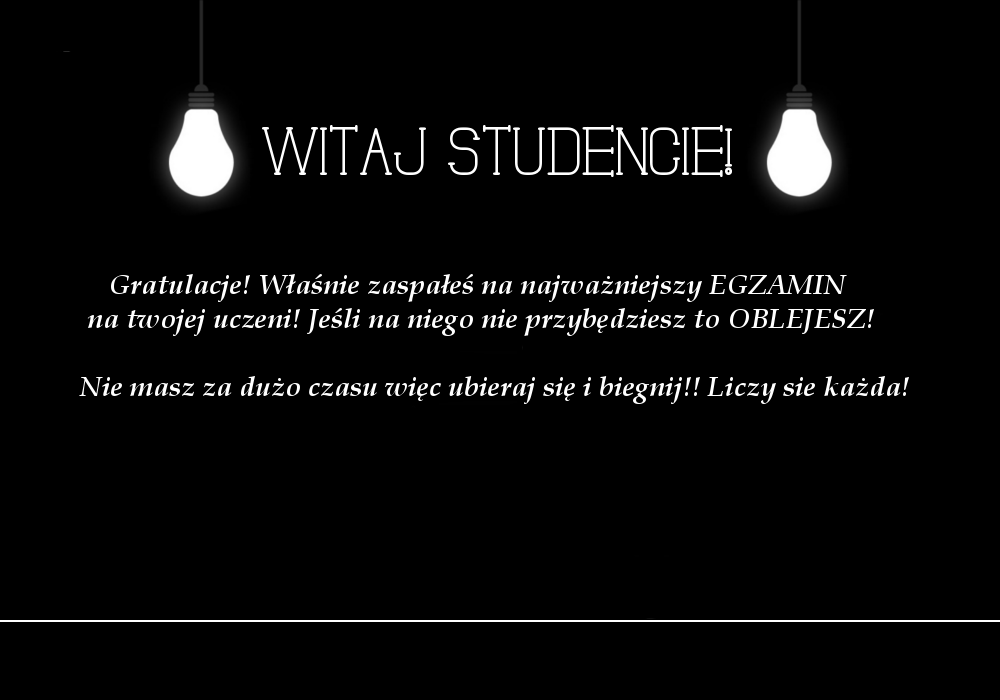 WITAJ STUDENCIE!
Gratulacje! Właśnie zaspałeś na najważniejszy EGZAMIN
na twojej uczeni! Jeśli na niego nie przybędziesz to OBLEJESZ!
Nie masz za dużo czasu więc ubieraj się i biegnij!! Liczy sie każda!